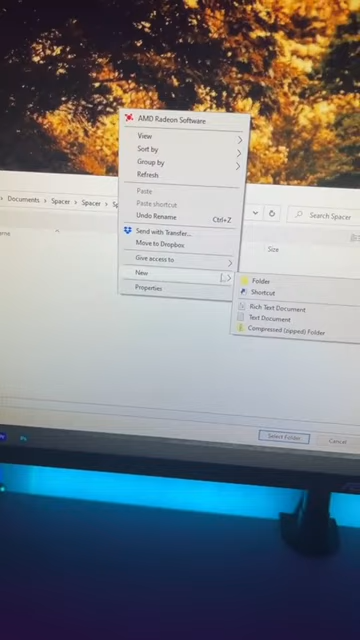 AMD Radeon Software
View
Sort by
Group by
Refresh
Documents > Spacer > Spacer >
Search Spacer
Paste
Paste shortcut
Undo Rename Ctrl+Z
Send with Transfer...
Move to Dropbox
Size
Give access to
New
Properties
Folder
Shortcut
Rich Text Document
Text Document
Compressed (zipped) Folder
Select Folder
Cancel